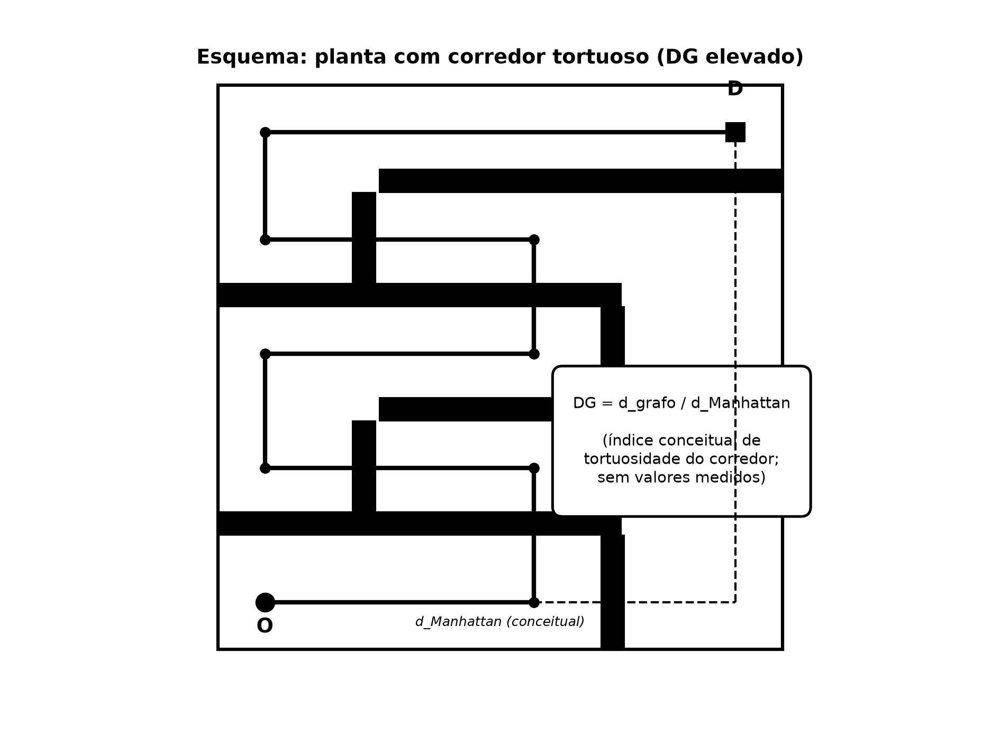 Esquema: planta com corredor tortuoso (DG elevado)
D
DG = d_grafo / d_Manhattan
(índice conceitual de
tortuosidade do corredor;
sem valores medidos)
d_Manhattan (conceitual)
O